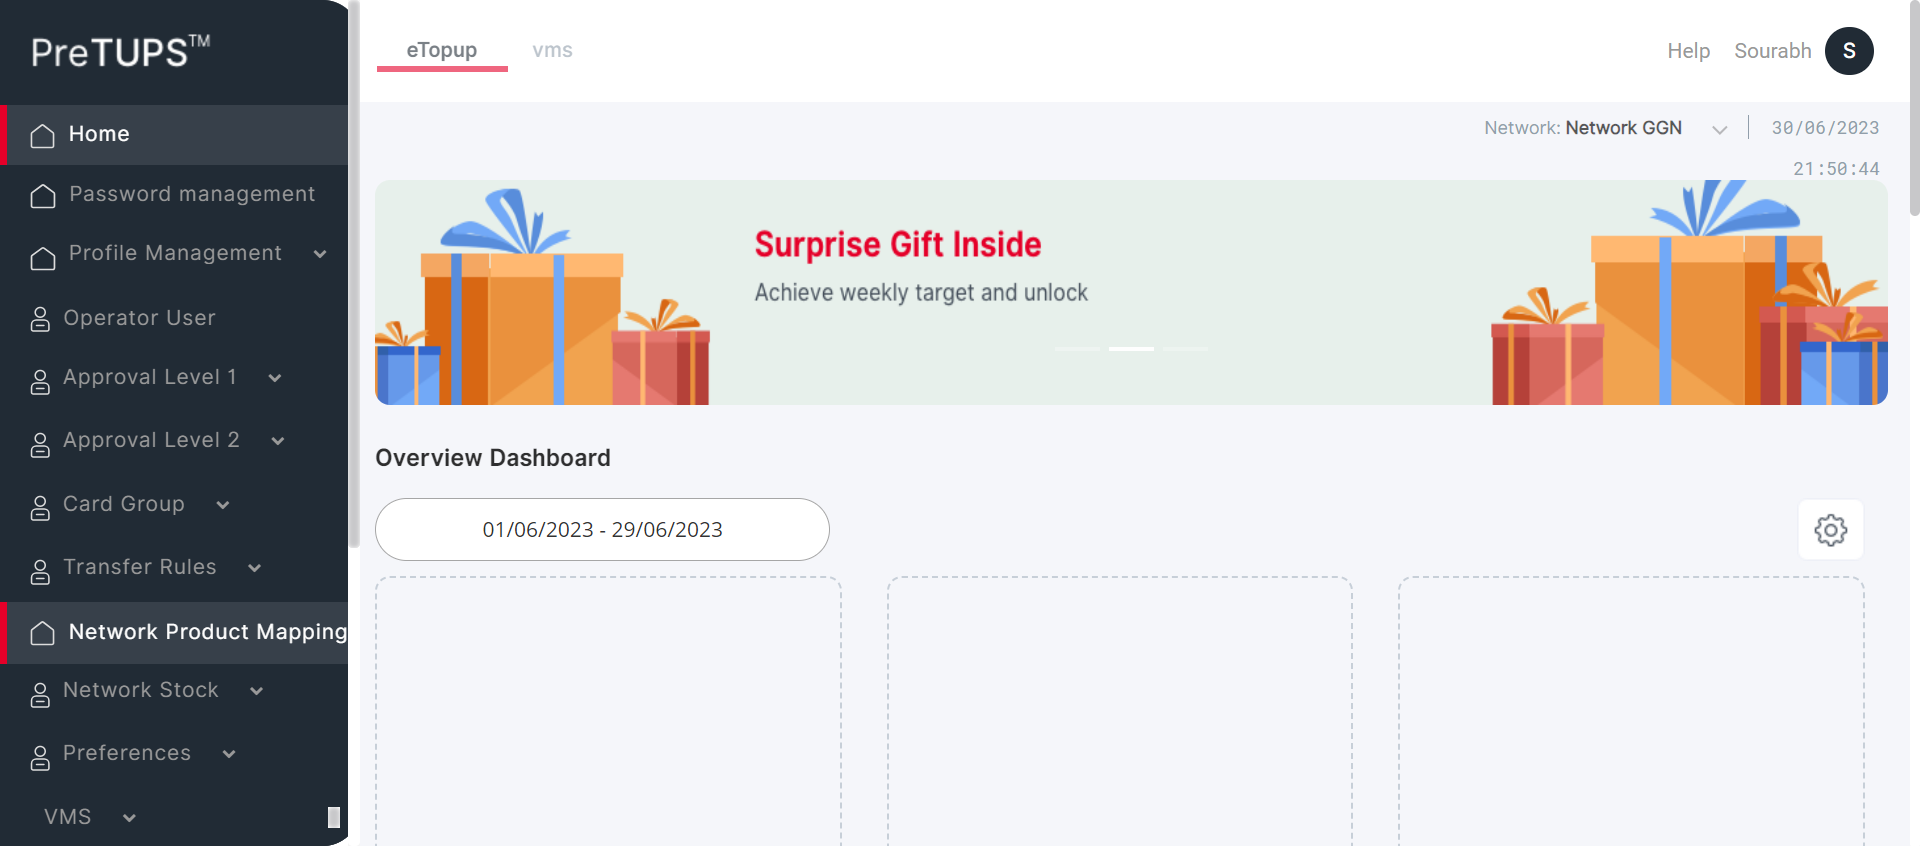 PreTUPS™
Home
Password management
Profile Management
Operator User
Approval Level 1
Approval Level 2
Card Group
Transfer Rules
Network Product Mapping
Network Stock
Preferences
VMS
eTopup vms
Help Sourabh S
Network: Network GGN 30/06/2023
21:50:44
Surprise Gift Inside
Achieve weekly target and unlock
Overview Dashboard
01/06/2023 - 29/06/2023